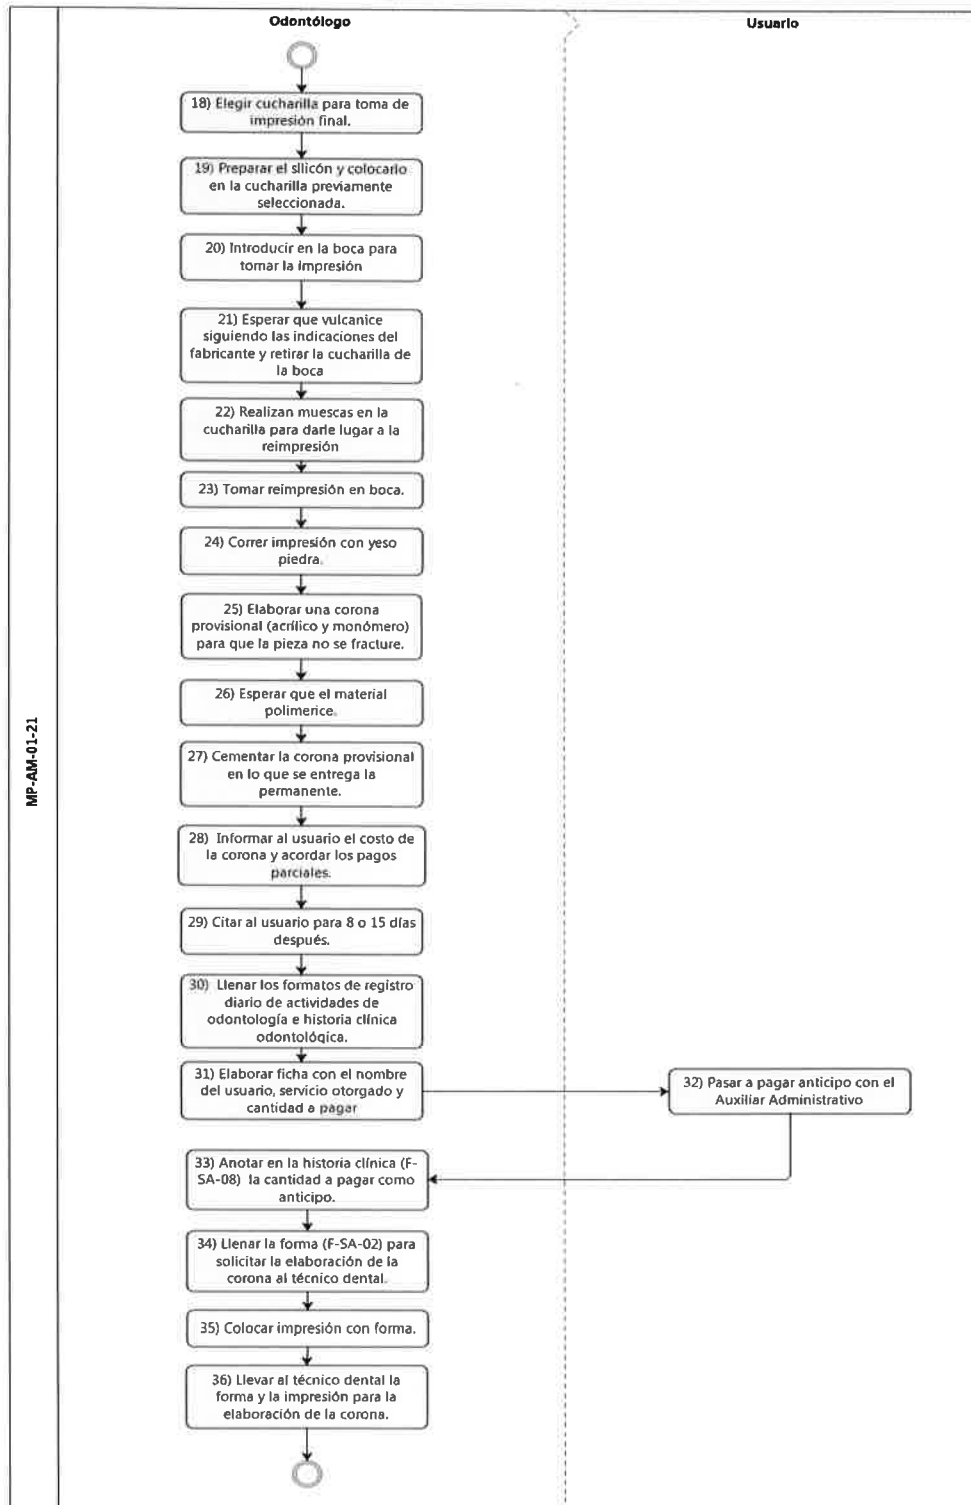 Odontólogo
Usuario
18) Elegir cucharilla para toma de
impresión final.
19) Preparar el silicón y colocarlo
en la cucharilla previamente
seleccionada.
20) Introducir en la boca para
tomar la impresión
21) Esperar que vulcanice
siguiendo las indicaciones del
fabricante y retirar la cucharilla de
la boca
22) Realizan muescas en la
cucharilla para darle lugar a la
reimpresión
23) Tomar reimpresión en boca.
24) Correr impresión con yeso
piedra.
25) Elaborar una corona
provisional (acrílico y monómero)
para que la pieza no se fracture.
26) Esperar que el material
polimerice.
27) Cementar la corona provisional
en lo que se entrega la
permanente.
28) Informar al usuario el costo de
la corona y acordar los pagos
parciales.
29) Citar al usuario para 8 o 15 días
después.
30) Llenar los formatos de registro
diario de actividades de
odontología e historia clínica
odontológica.
31) Elaborar ficha con el nombre
del usuario, servicio otorgado y
cantidad a pagar
32) Pasar a pagar anticipo con el
Auxiliar Administrativo
33) Anotar en la historia clínica (F-
SA-08) la cantidad a pagar como
anticipo.
34) Llenar la forma (F-SA-02) para
solicitar la elaboración de la
corona al técnico dental.
35) Colocar impresión con forma.
36) Llevar al técnico dental la
forma y la impresión para la
elaboración de la corona.
MP-AM-01-21